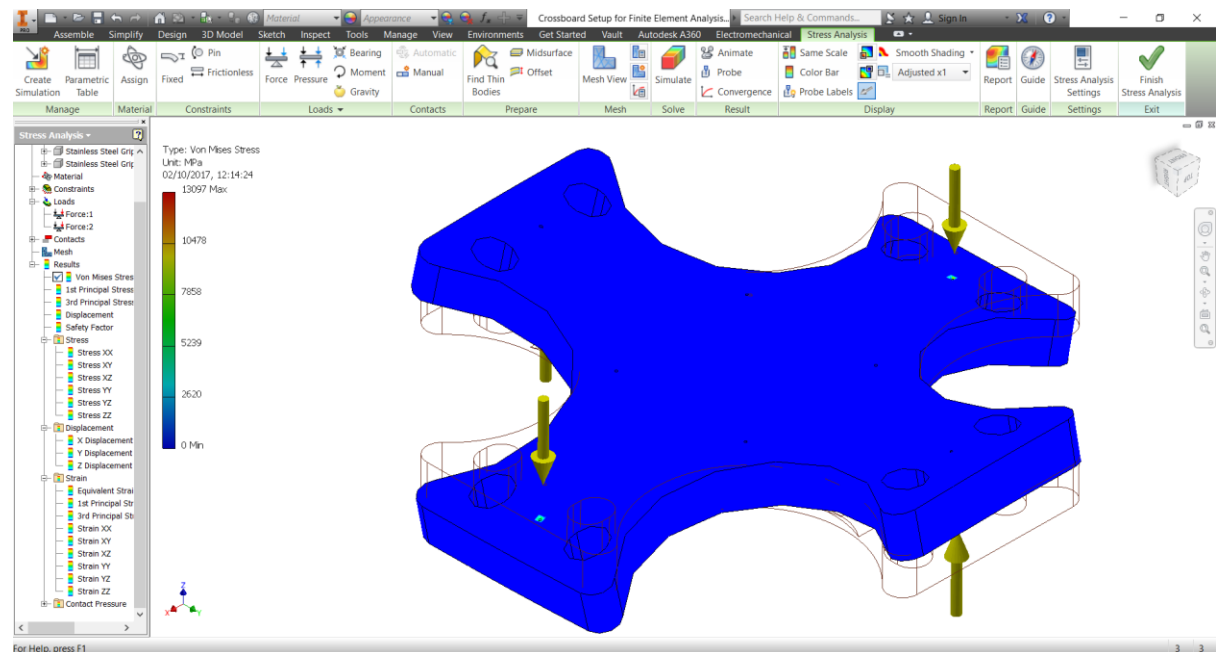 Material
Appearance
Crossboard Setup for Finite Element Analysis...
Search Help & Commands...
Sign In
PRO
Assemble Simplify Design 3D Model Sketch Inspect Tools Manage View Environments Get Started Vault Autodesk A360 Electromechanical Stress Analysis
Create Simulation
Parametric Table
Assign
Fixed
Pin
Frictionless
Force
Pressure
Bearing
Moment
Gravity
Automatic
Manual
Find Thin Bodies
Midsurface
Offset
Mesh View
Simulate
Animate
Probe
Convergence
Same Scale
Color Bar
Probe Labels
Smooth Shading
Adjusted x1
Report
Guide
Stress Analysis Settings
Finish Stress Analysis
Manage Material Constraints Loads Contacts Prepare Mesh Solve Result Display Report Guide Settings Exit
Stress Analysis
Stainless Steel Grip
Stainless Steel Grip
Material
Constraints
Loads
Force:1
Force:2
Contacts
Mesh
Results
Von Mises Stres
1st Principal Stress
3rd Principal Stress
Displacement
Safety Factor
Stress
Stress XX
Stress XY
Stress XZ
Stress YY
Stress YZ
Stress ZZ
Displacement
X Displacement
Y Displacement
Z Displacement
Strain
Equivalent Strai
1st Principal Str
3rd Principal Str
Strain XX
Strain XY
Strain XZ
Strain YY
Strain YZ
Strain ZZ
Contact Pressure
Type: Von Mises Stress
Unit: MPa
02/10/2017, 12:14:24
13097 Max
10478
7858
5239
2620
0 Min
Z
X
Y
For Help, press F1
3 3